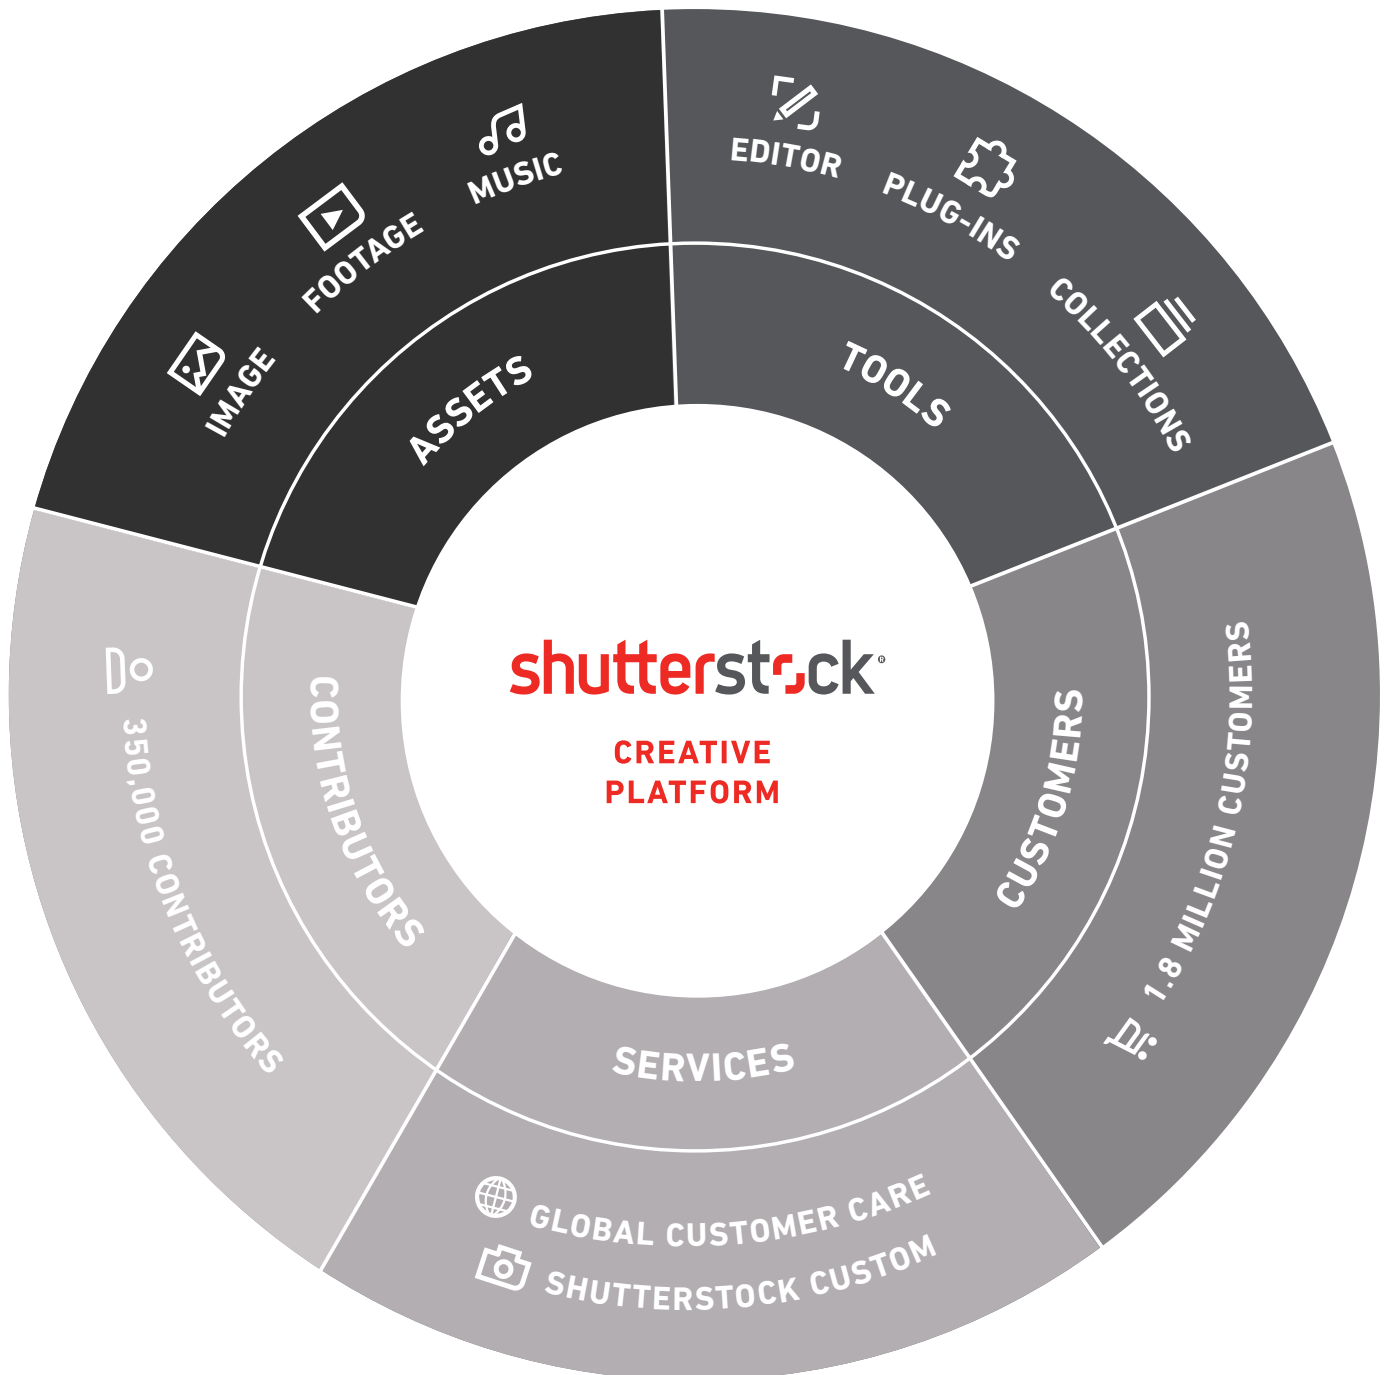 MUSIC
FOOTAGE
IMAGE
ASSETS
EDITOR
PLUG-INS
COLLECTIONS
TOOLS
shutterstock®
CREATIVE
PLATFORM
CUSTOMERS
1.8 MILLION CUSTOMERS
SERVICES
GLOBAL CUSTOMER CARE
SHUTTERSTOCK CUSTOM
CONTRIBUTORS
350,000 CONTRIBUTORS